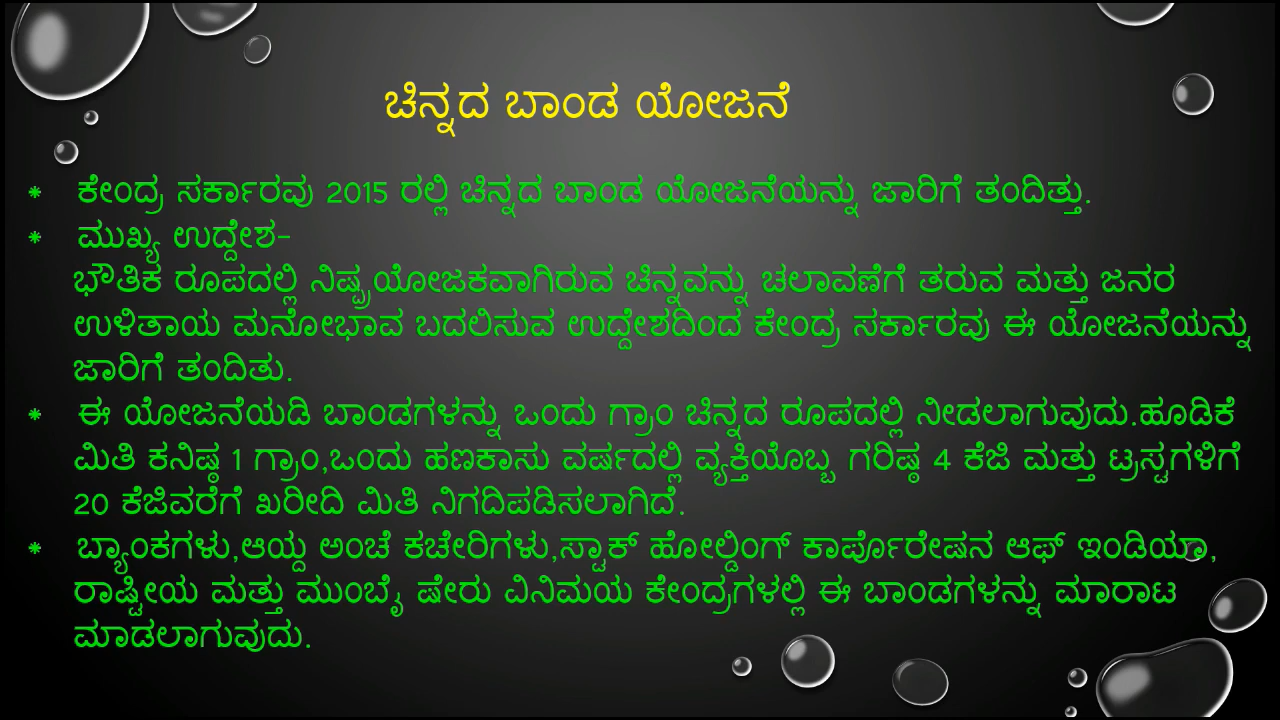 ಚಿನ್ನದ ಬಾಂಡ ಯೋಜನೆ
* ಕೇಂದ್ರ ಸರ್ಕಾರವು 2015 ರಲ್ಲಿ ಚಿನ್ನದ ಬಾಂಡ ಯೋಜನೆಯನ್ನು ಜಾರಿಗೆ ತಂದಿತ್ತು.
* ಮುಖ್ಯ ಉದ್ದೇಶ-
ಭೌತಿಕ ರೂಪದಲ್ಲಿ ನಿಷ್ಪ್ರಯೋಜಕವಾಗಿರುವ ಚಿನ್ನವನ್ನು ಚಲಾವಣೆಗೆ ತರುವ ಮತ್ತು ಜನರ
ಉಳಿತಾಯ ಮನೋಭಾವ ಬದಲಿಸುವ ಉದ್ದೇಶದಿಂದ ಕೇಂದ್ರ ಸರ್ಕಾರವು ಈ ಯೋಜನೆಯನ್ನು
ಜಾರಿಗೆ ತಂದಿತು.
* ಈ ಯೋಜನೆಯಡಿ ಬಾಂಡಗಳನ್ನು ಒಂದು ಗ್ರಾಂ ಚಿನ್ನದ ರೂಪದಲ್ಲಿ ನೀಡಲಾಗುವುದು.ಹೂಡಿಕೆ
ಮಿತಿ ಕನಿಷ್ಠ 1 ಗ್ರಾಂ,ಒಂದು ಹಣಕಾಸು ವರ್ಷದಲ್ಲಿ ವ್ಯಕ್ತಿಯೊಬ್ಬ ಗರಿಷ್ಠ 4 ಕೆಜಿ ಮತ್ತು ಟ್ರಸ್ಟಗಳಿಗೆ
20 ಕೆಜಿವರೆಗೆ ಖರೀದಿ ಮಿತಿ ನಿಗದಿಪಡಿಸಲಾಗಿದೆ.
* ಬ್ಯಾಂಕಗಳು,ಆಯ್ದ ಅಂಚೆ ಕಚೇರಿಗಳು,ಸ್ಟಾಕ್ ಹೋಲ್ಡಿಂಗ್ ಕಾರ್ಪೊರೇಷನ ಆಫ್ ಇಂಡಿಯಾ,
ರಾಷ್ಟೀಯ ಮತ್ತು ಮುಂಬೈ ಷೇರು ವಿನಿಮಯ ಕೇಂದ್ರಗಳಲ್ಲಿ ಈ ಬಾಂಡಗಳನ್ನು ಮಾರಾಟ
ಮಾಡಲಾಗುವುದು.